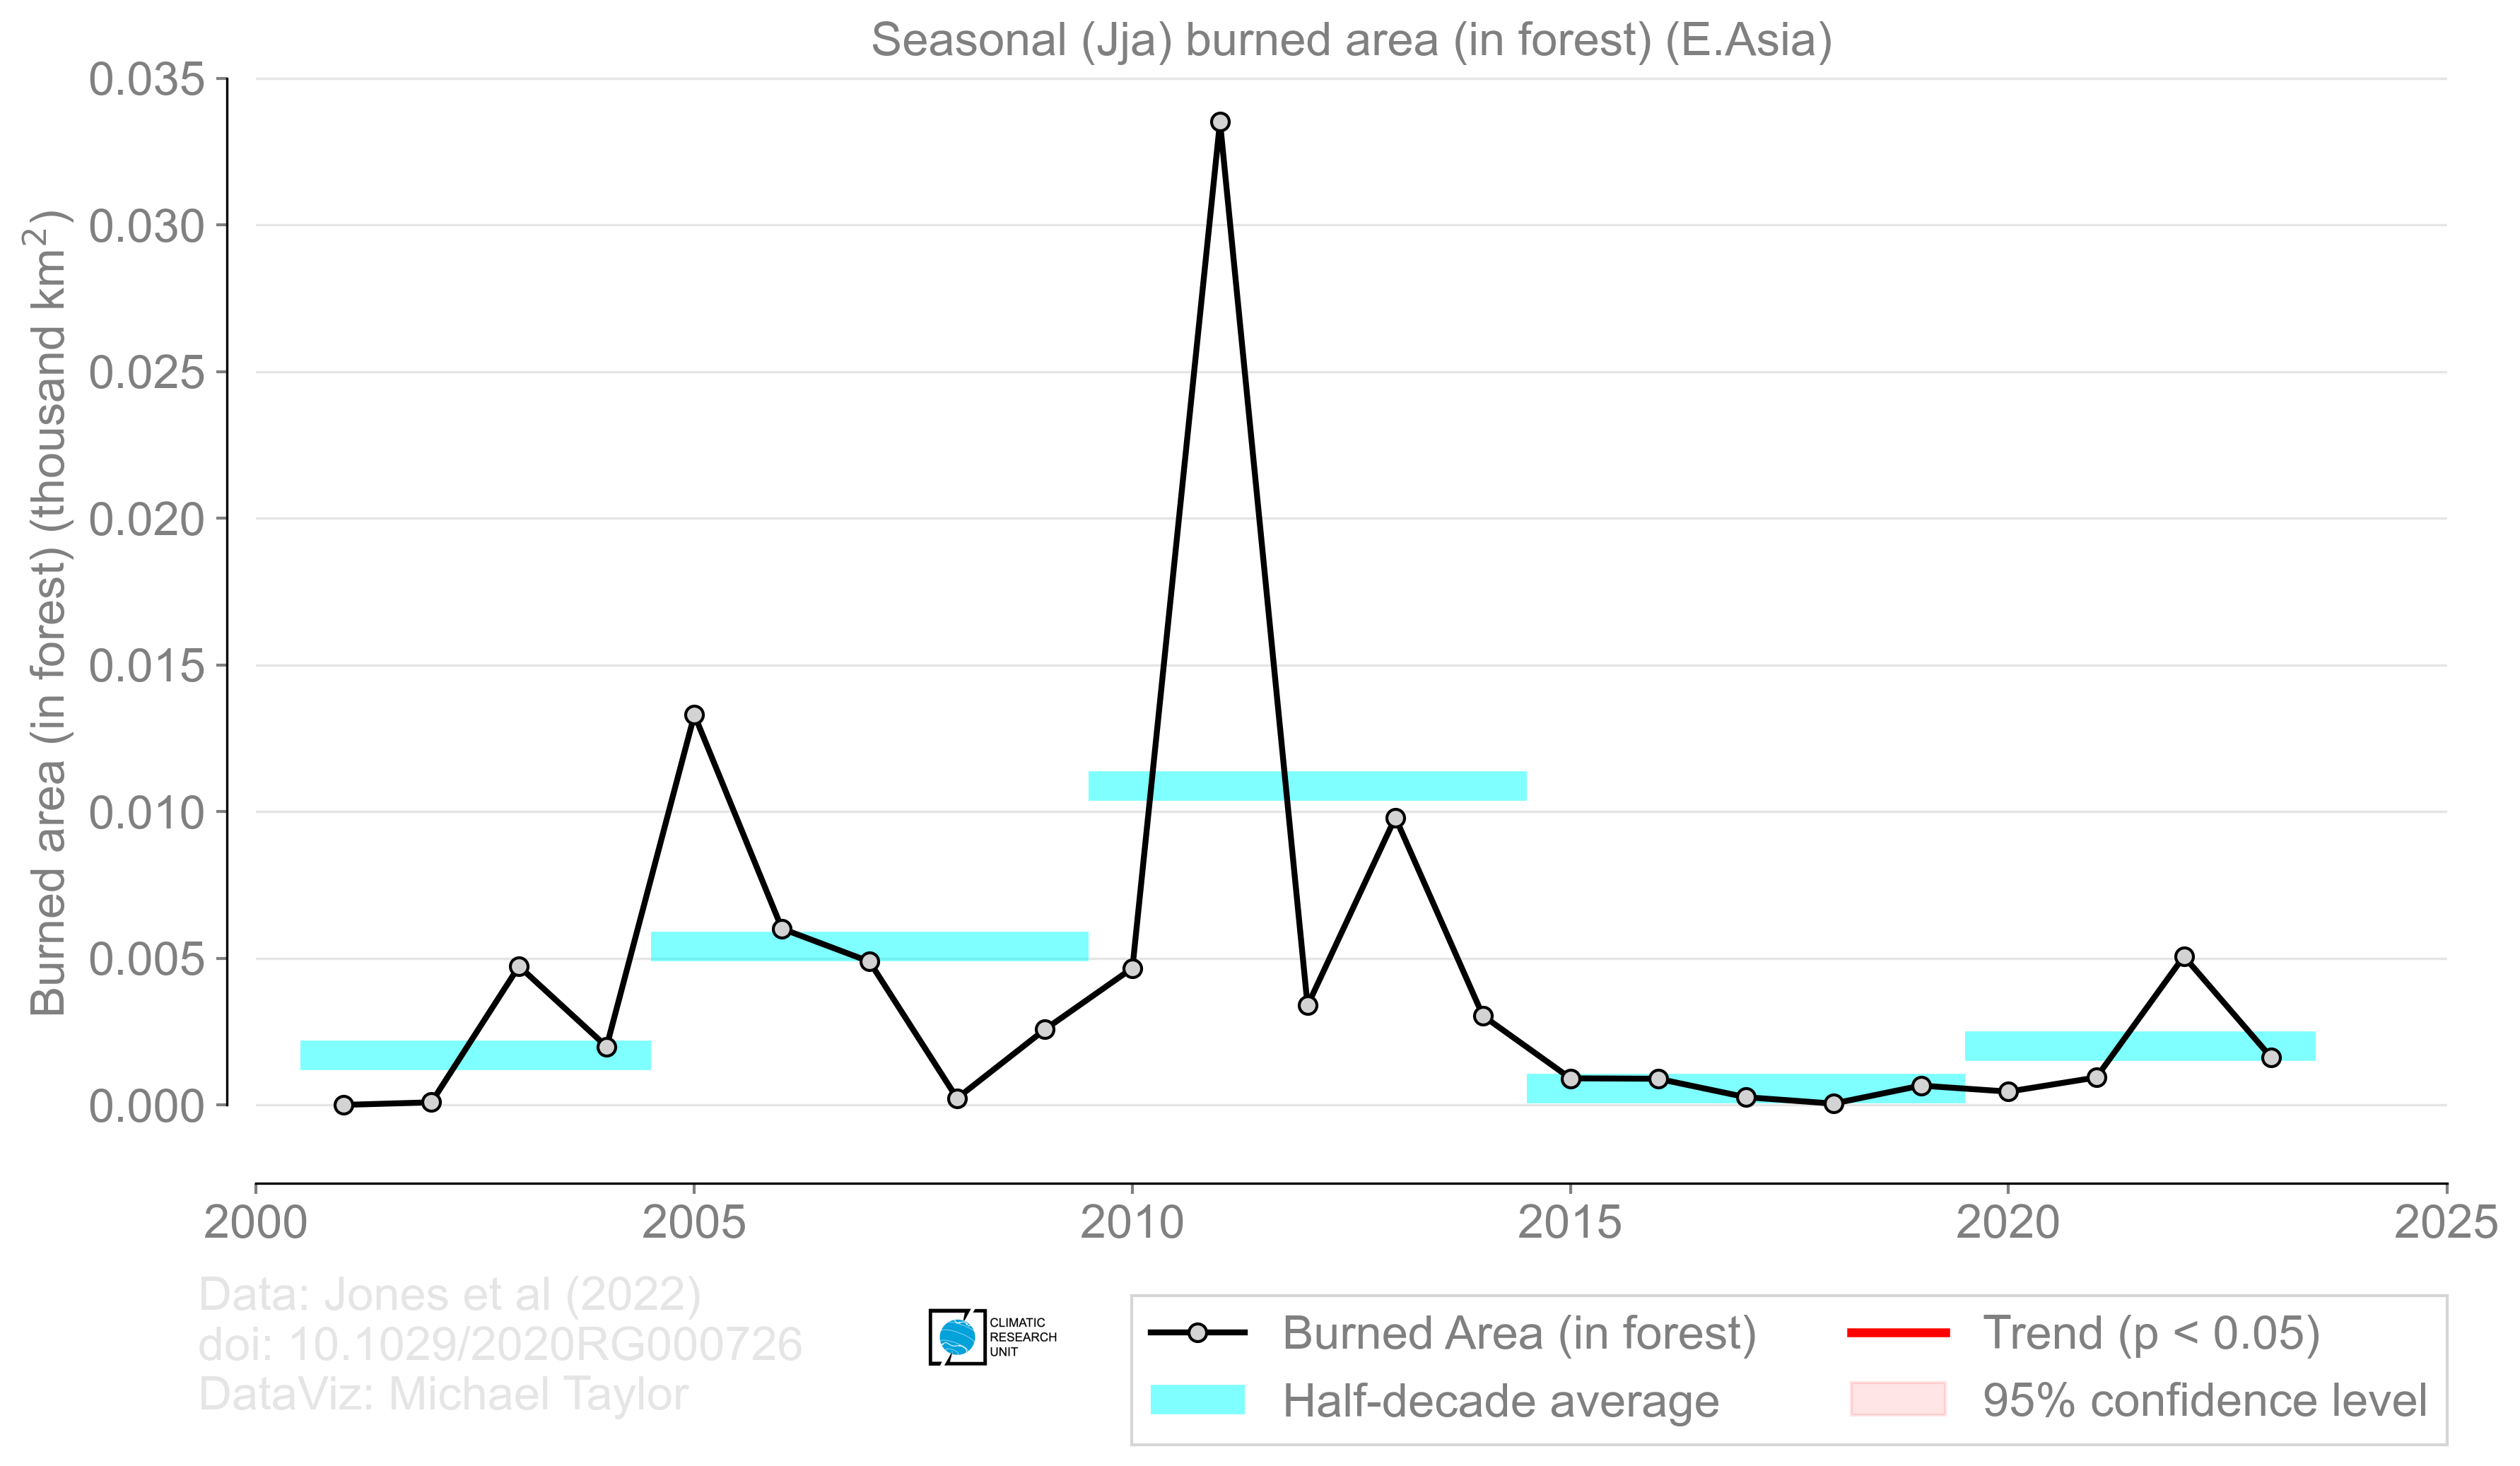 Seasonal (Jja) burned area (in forest) (E.Asia)
Burned area (in forest) (thousand km²)
0.035
0.030
0.025
0.020
0.015
0.010
0.005
0.000
2000 2005 2010 2015 2020 2025
Data: Jones et al (2022)
doi: 10.1029/2020RG000726
DataViz: Michael Taylor
CLIMATIC
RESEARCH
UNIT
Burned Area (in forest)
Half-decade average
Trend (p < 0.05)
95% confidence level